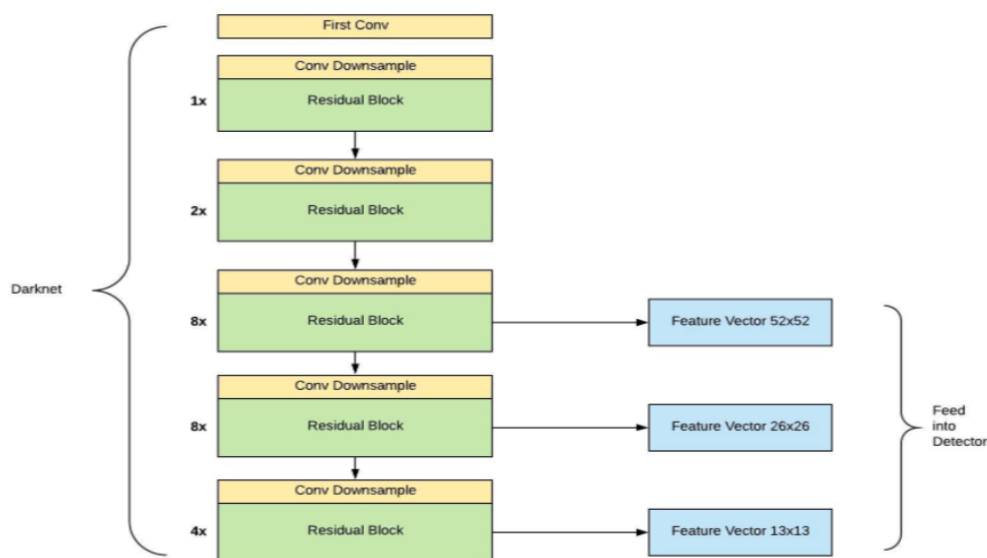 First Conv
Conv Downsample
1x
Residual Block
Conv Downsample
2x
Residual Block
Conv Downsample
Darknet
8x
Residual Block
Feature Vector 52x52
Conv Downsample
8x
Residual Block
Feature Vector 26x26
Feed
into
Detector
Conv Downsample
4x
Residual Block
Feature Vector 13x13